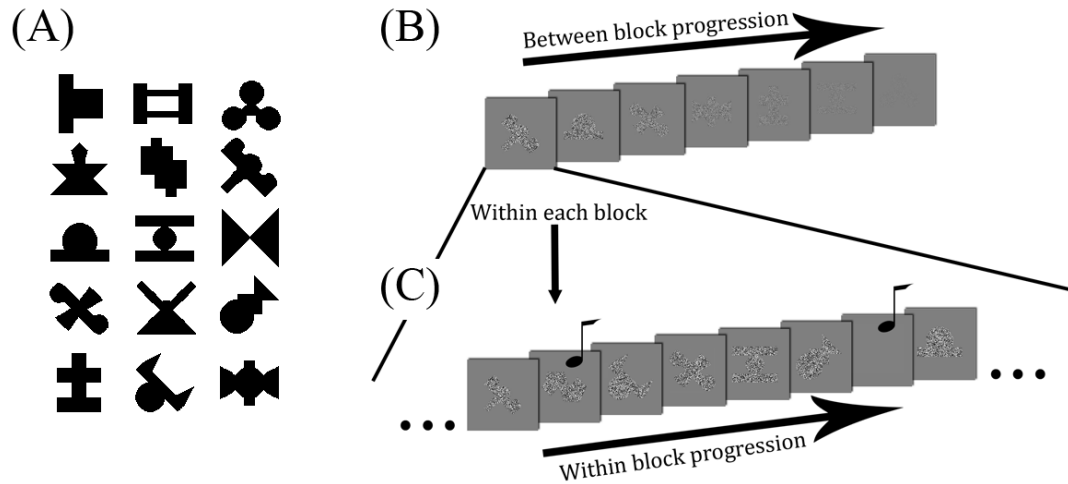 (A)
(B)
Between block progression
Within each block
(C)
Within block progression